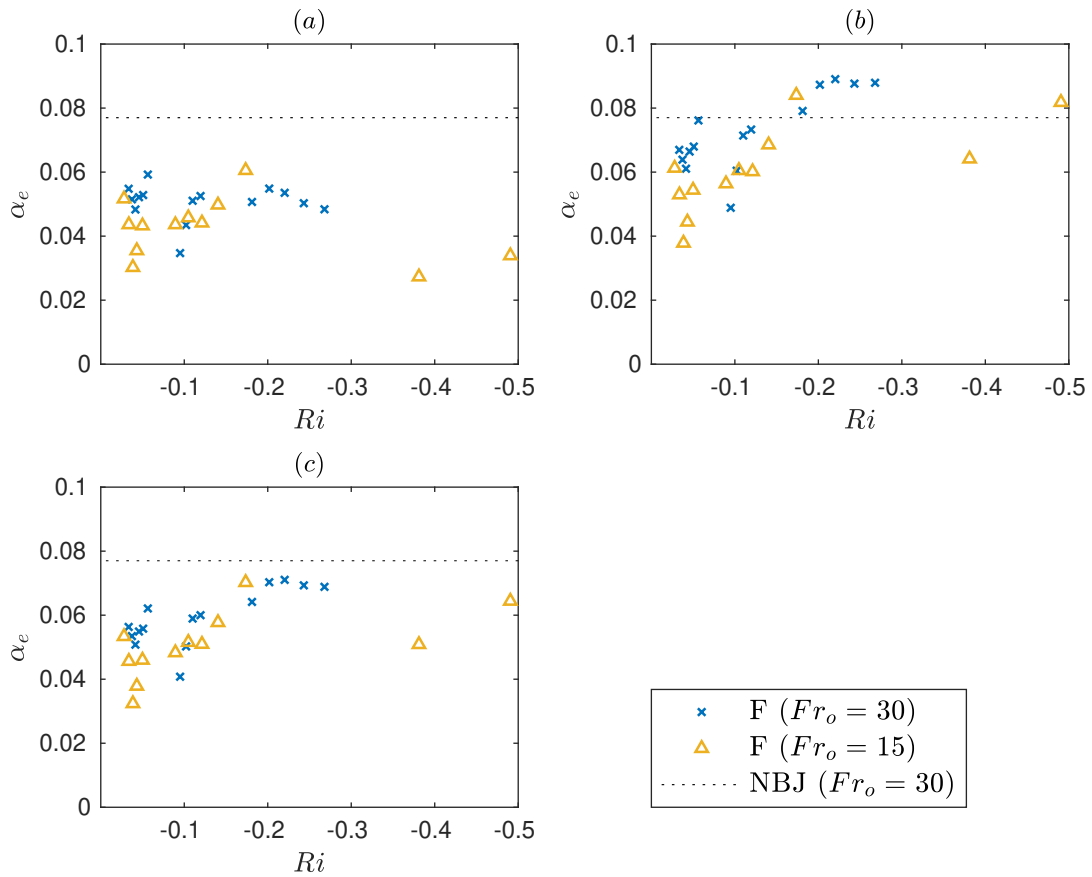 (a)
0.1
0.08
0.06
0.04
0.02
0
α_e
-0.1 -0.2 -0.3 -0.4 -0.5
Ri
(b)
0.1
0.08
0.06
0.04
0.02
0
α_e
-0.1 -0.2 -0.3 -0.4 -0.5
Ri
(c)
0.1
0.08
0.06
0.04
0.02
0
α_e
-0.1 -0.2 -0.3 -0.4 -0.5
Ri
F (Fr_o = 30)
F (Fr_o = 15)
NBJ (Fr_o = 30)